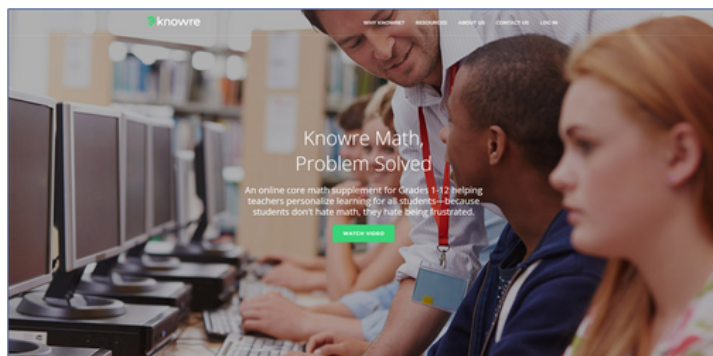 knowre
WHY KNOWRE?
RESOURCES
ABOUT US
CONTACT US
LOG IN
Knowre Math,
Problem Solved
An online core math supplement for Grades 1-12 helping
teachers personalize learning for all students—because
students don't hate math, they hate being frustrated.
WATCH VIDEO